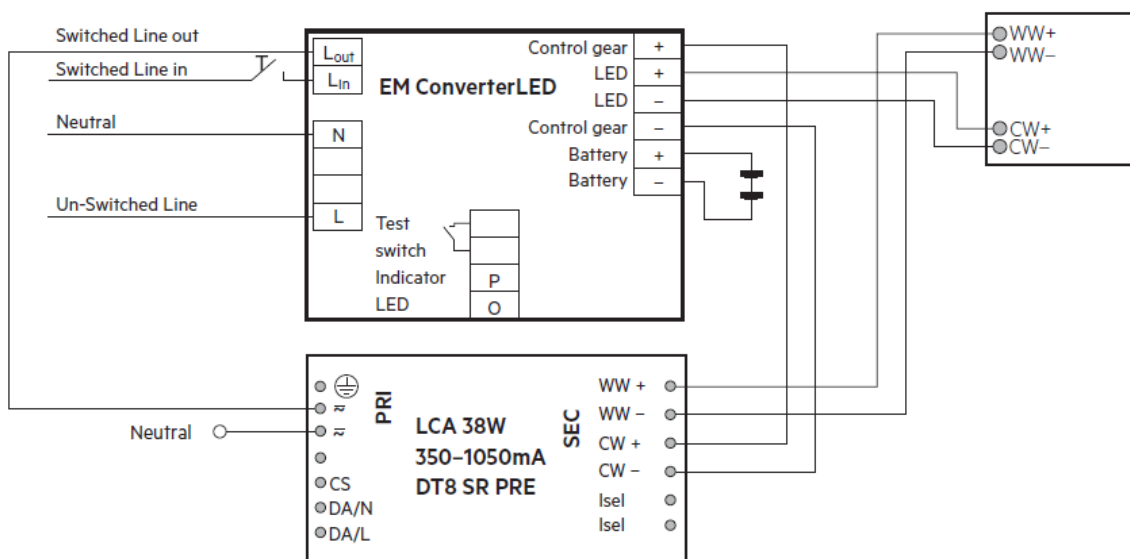 Switched Line out
Switched Line in
Neutral
Un-Switched Line
Lout
LIn
N
L
EM ConverterLED
Control gear +
LED +
LED –
Control gear –
Battery +
Battery –
Test
switch
Indicator P
LED O
WW+
WW–
CW+
CW–
Neutral
PRI
CS
DA/N
DA/L
LCA 38W
350–1050mA
DT8 SR PRE
SEC
WW +
WW –
CW +
CW –
Isel
Isel